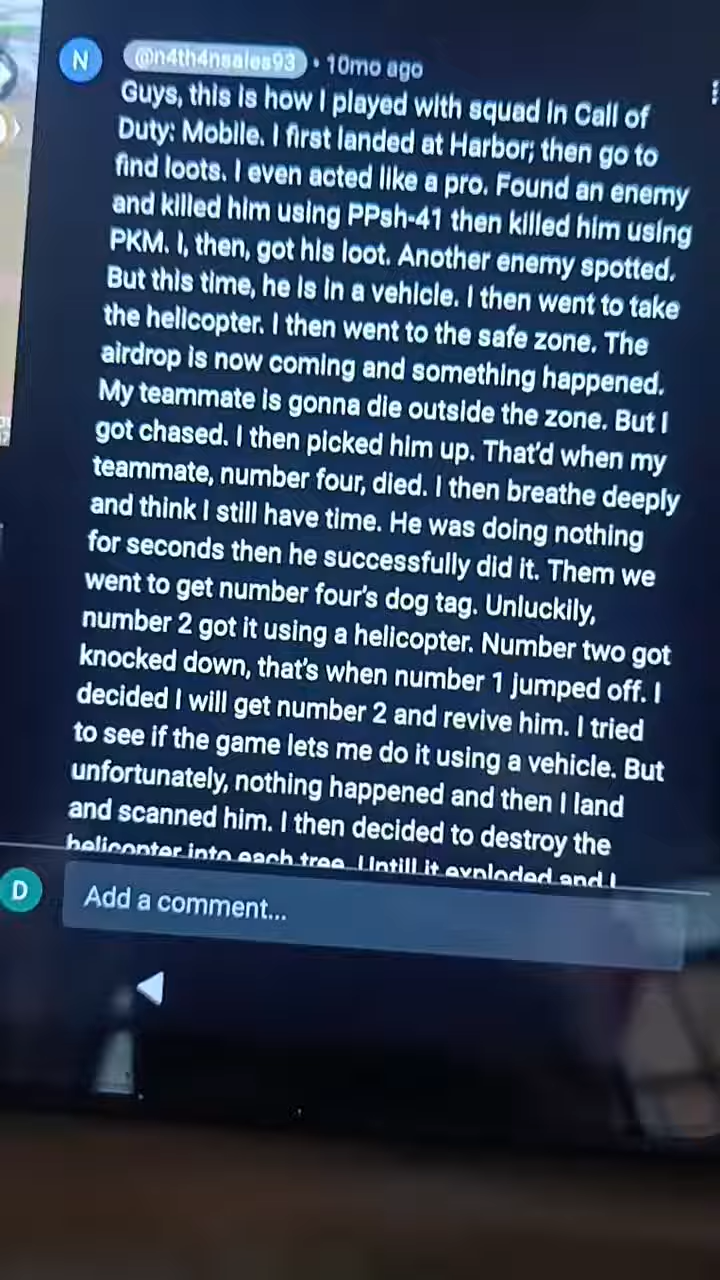 N
@n4th4nsales93 • 10mo ago
Guys, this is how I played with squad in Call of
Duty: Mobile. I first landed at Harbor; then go to
find loots. I even acted like a pro. Found an enemy
and killed him using PPsh-41 then killed him using
PKM. I, then, got his loot. Another enemy spotted.
But this time, he is in a vehicle. I then went to take
the helicopter. I then went to the safe zone. The
airdrop is now coming and something happened.
My teammate is gonna die outside the zone. But I
got chased. I then picked him up. That'd when my
teammate, number four, died. I then breathe deeply
and think I still have time. He was doing nothing
for seconds then he successfully did it. Them we
went to get number four's dog tag. Unluckily,
number 2 got it using a helicopter. Number two got
knocked down, that's when number 1 jumped off. I
decided I will get number 2 and revive him. I tried
to see if the game lets me do it using a vehicle. But
unfortunately, nothing happened and then I land
and scanned him. I then decided to destroy the
helicopter into each tree. Untill it exploded and I
D
Add a comment...